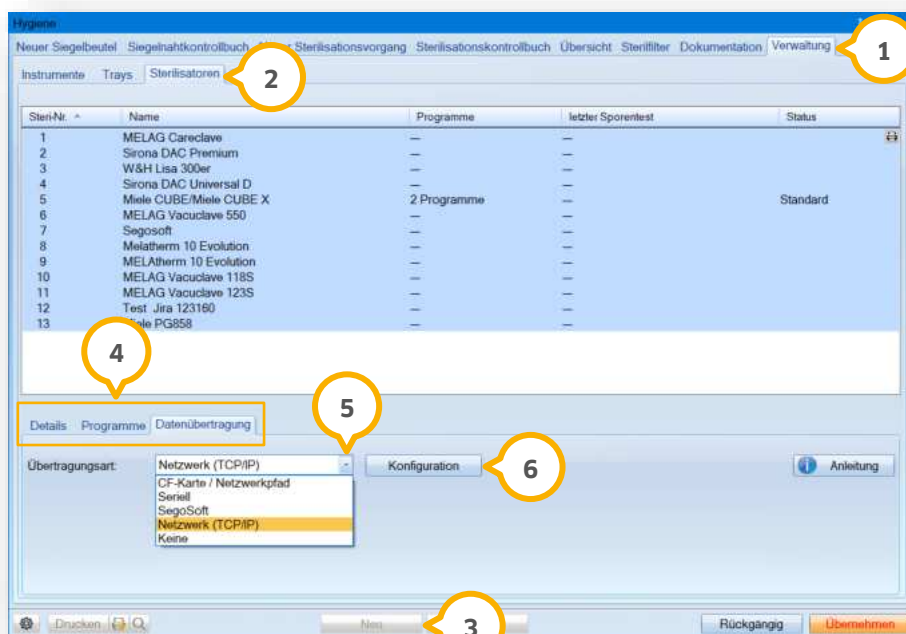 Hygiene
Neuer Siegelbeutel Siegelnahtkontrollbuch Sterilisationsvorgang Sterilisationskontrollbuch Übersicht Sterilfilter Dokumentation Verwaltung
1
Instrumente Trays Sterilisatoren
2
Steri-Nr. Name Programme letzter Sporentest Status
1 MELAG Careclave — —
2 Sirona DAC Premium — —
3 W&H Lisa 300er — —
4 Sirona DAC Universal D — —
5 Miele CUBE/Miele CUBE X 2 Programme — Standard
6 MELAG Vacuclave 550 — —
7 Segosoft — —
8 Melatherm 10 Evolution — —
9 MELAtherm 10 Evolution — —
10 MELAG Vacuclave 118S — —
11 MELAG Vacuclave 123S — —
12 Test Jira 123160 — —
13 PG858 — —
4
Details Programme Datenübertragung
5
Übertragungsart: Netzwerk (TCP/IP) Konfiguration
6
Anleitung
CF-Karte / Netzwerkpfad
Seriell
SegoSoft
Netzwerk (TCP/IP)
Keine
Drucken Neu
3
Rückgängig Übernehmen